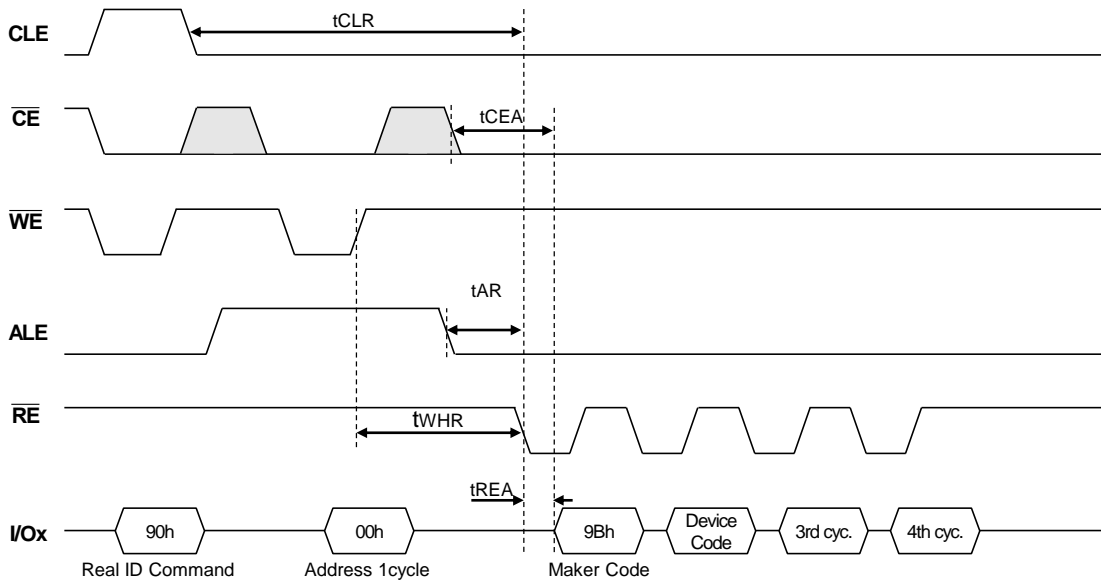 CLE
tCLR
CE
tCEA
WE
ALE
tAR
RE
tWHR
tREA
I/Ox
90h
00h
9Bh
Device
Code
3rd cyc.
4th cyc.
Real ID Command
Address 1cycle
Maker Code